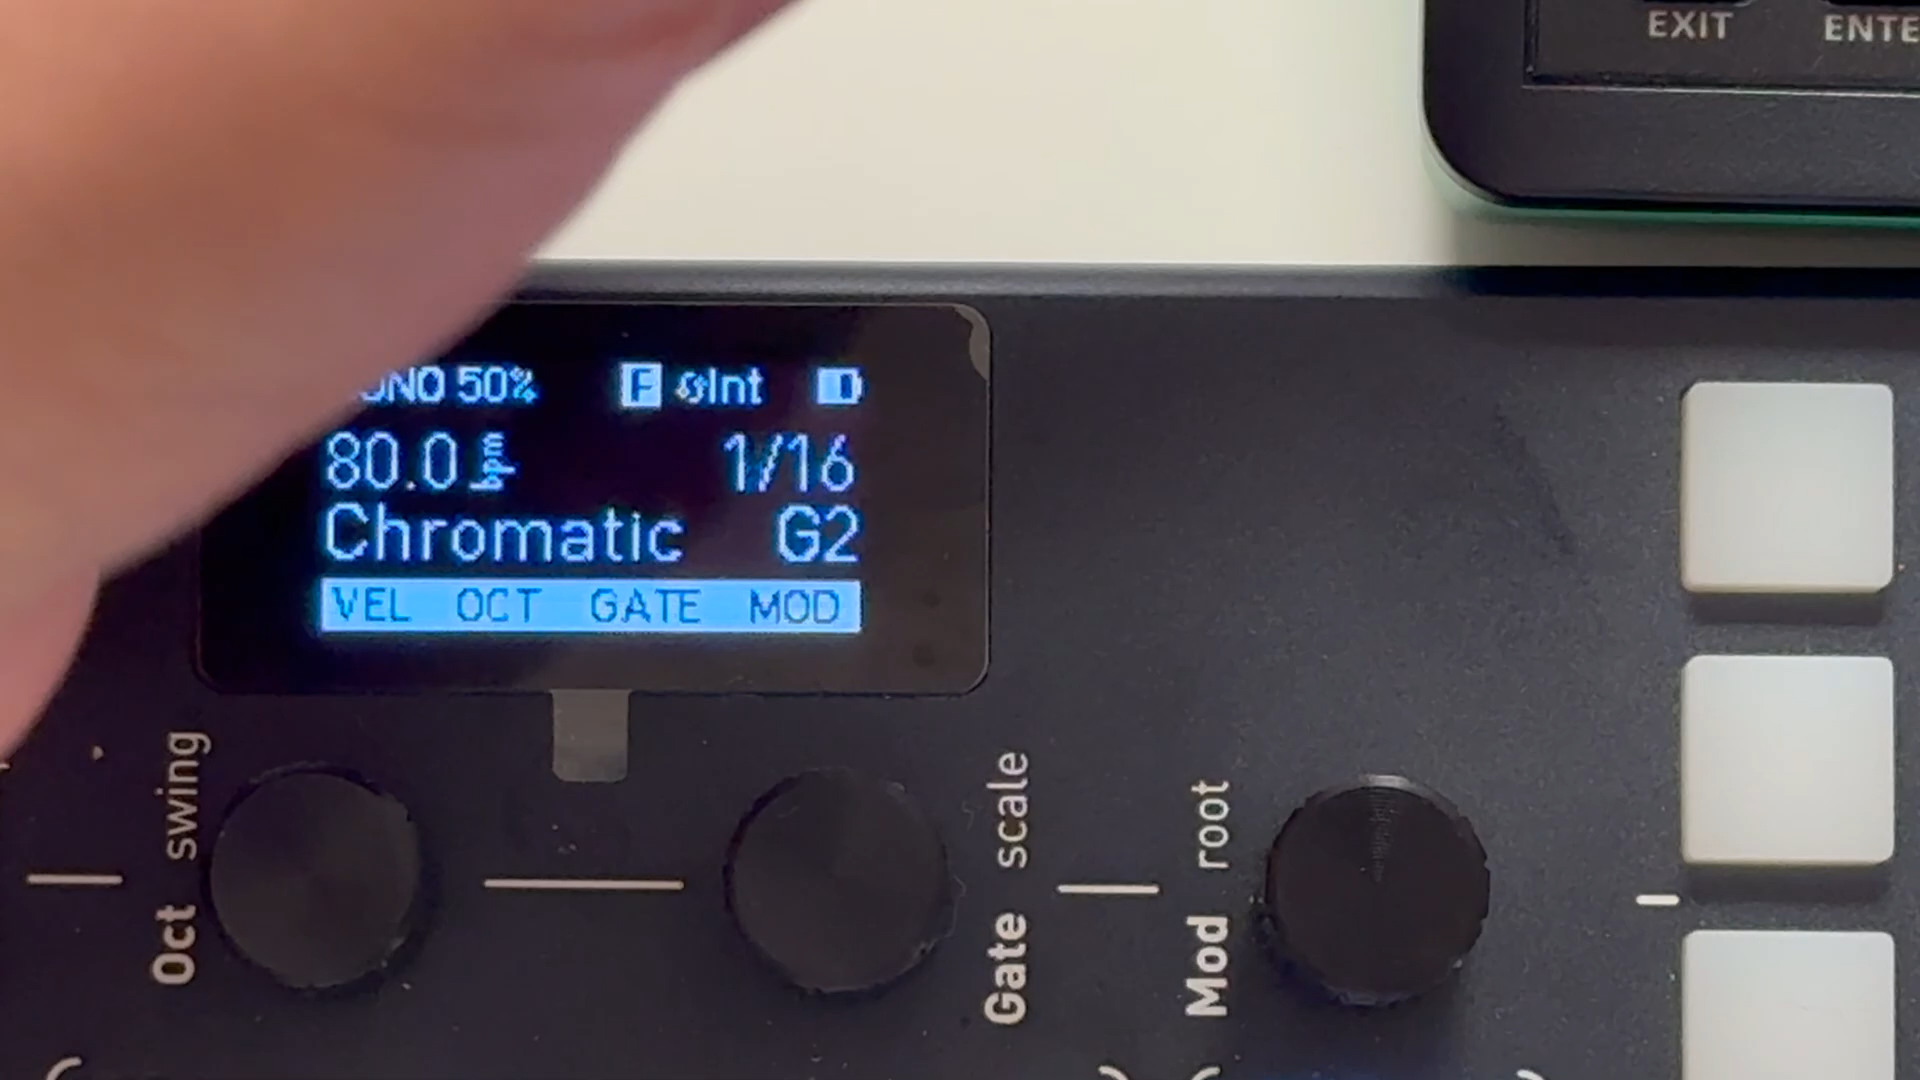 EXIT ENTE
50% F Int
80.0 bpm 1/16
Chromatic G2
VEL OCT GATE MOD
Oct swing
Gate scale
Mod root